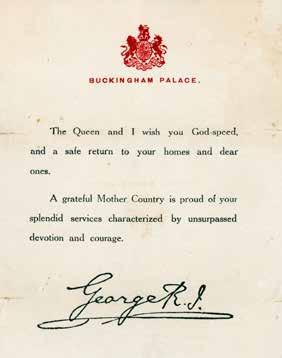 BUCKINGHAM PALACE.
The Queen and I wish you God-speed,
and a safe return to your homes and dear
ones.
A grateful Mother Country is proud of your
splendid services characterized by unsurpassed
devotion and courage.
George R.I.